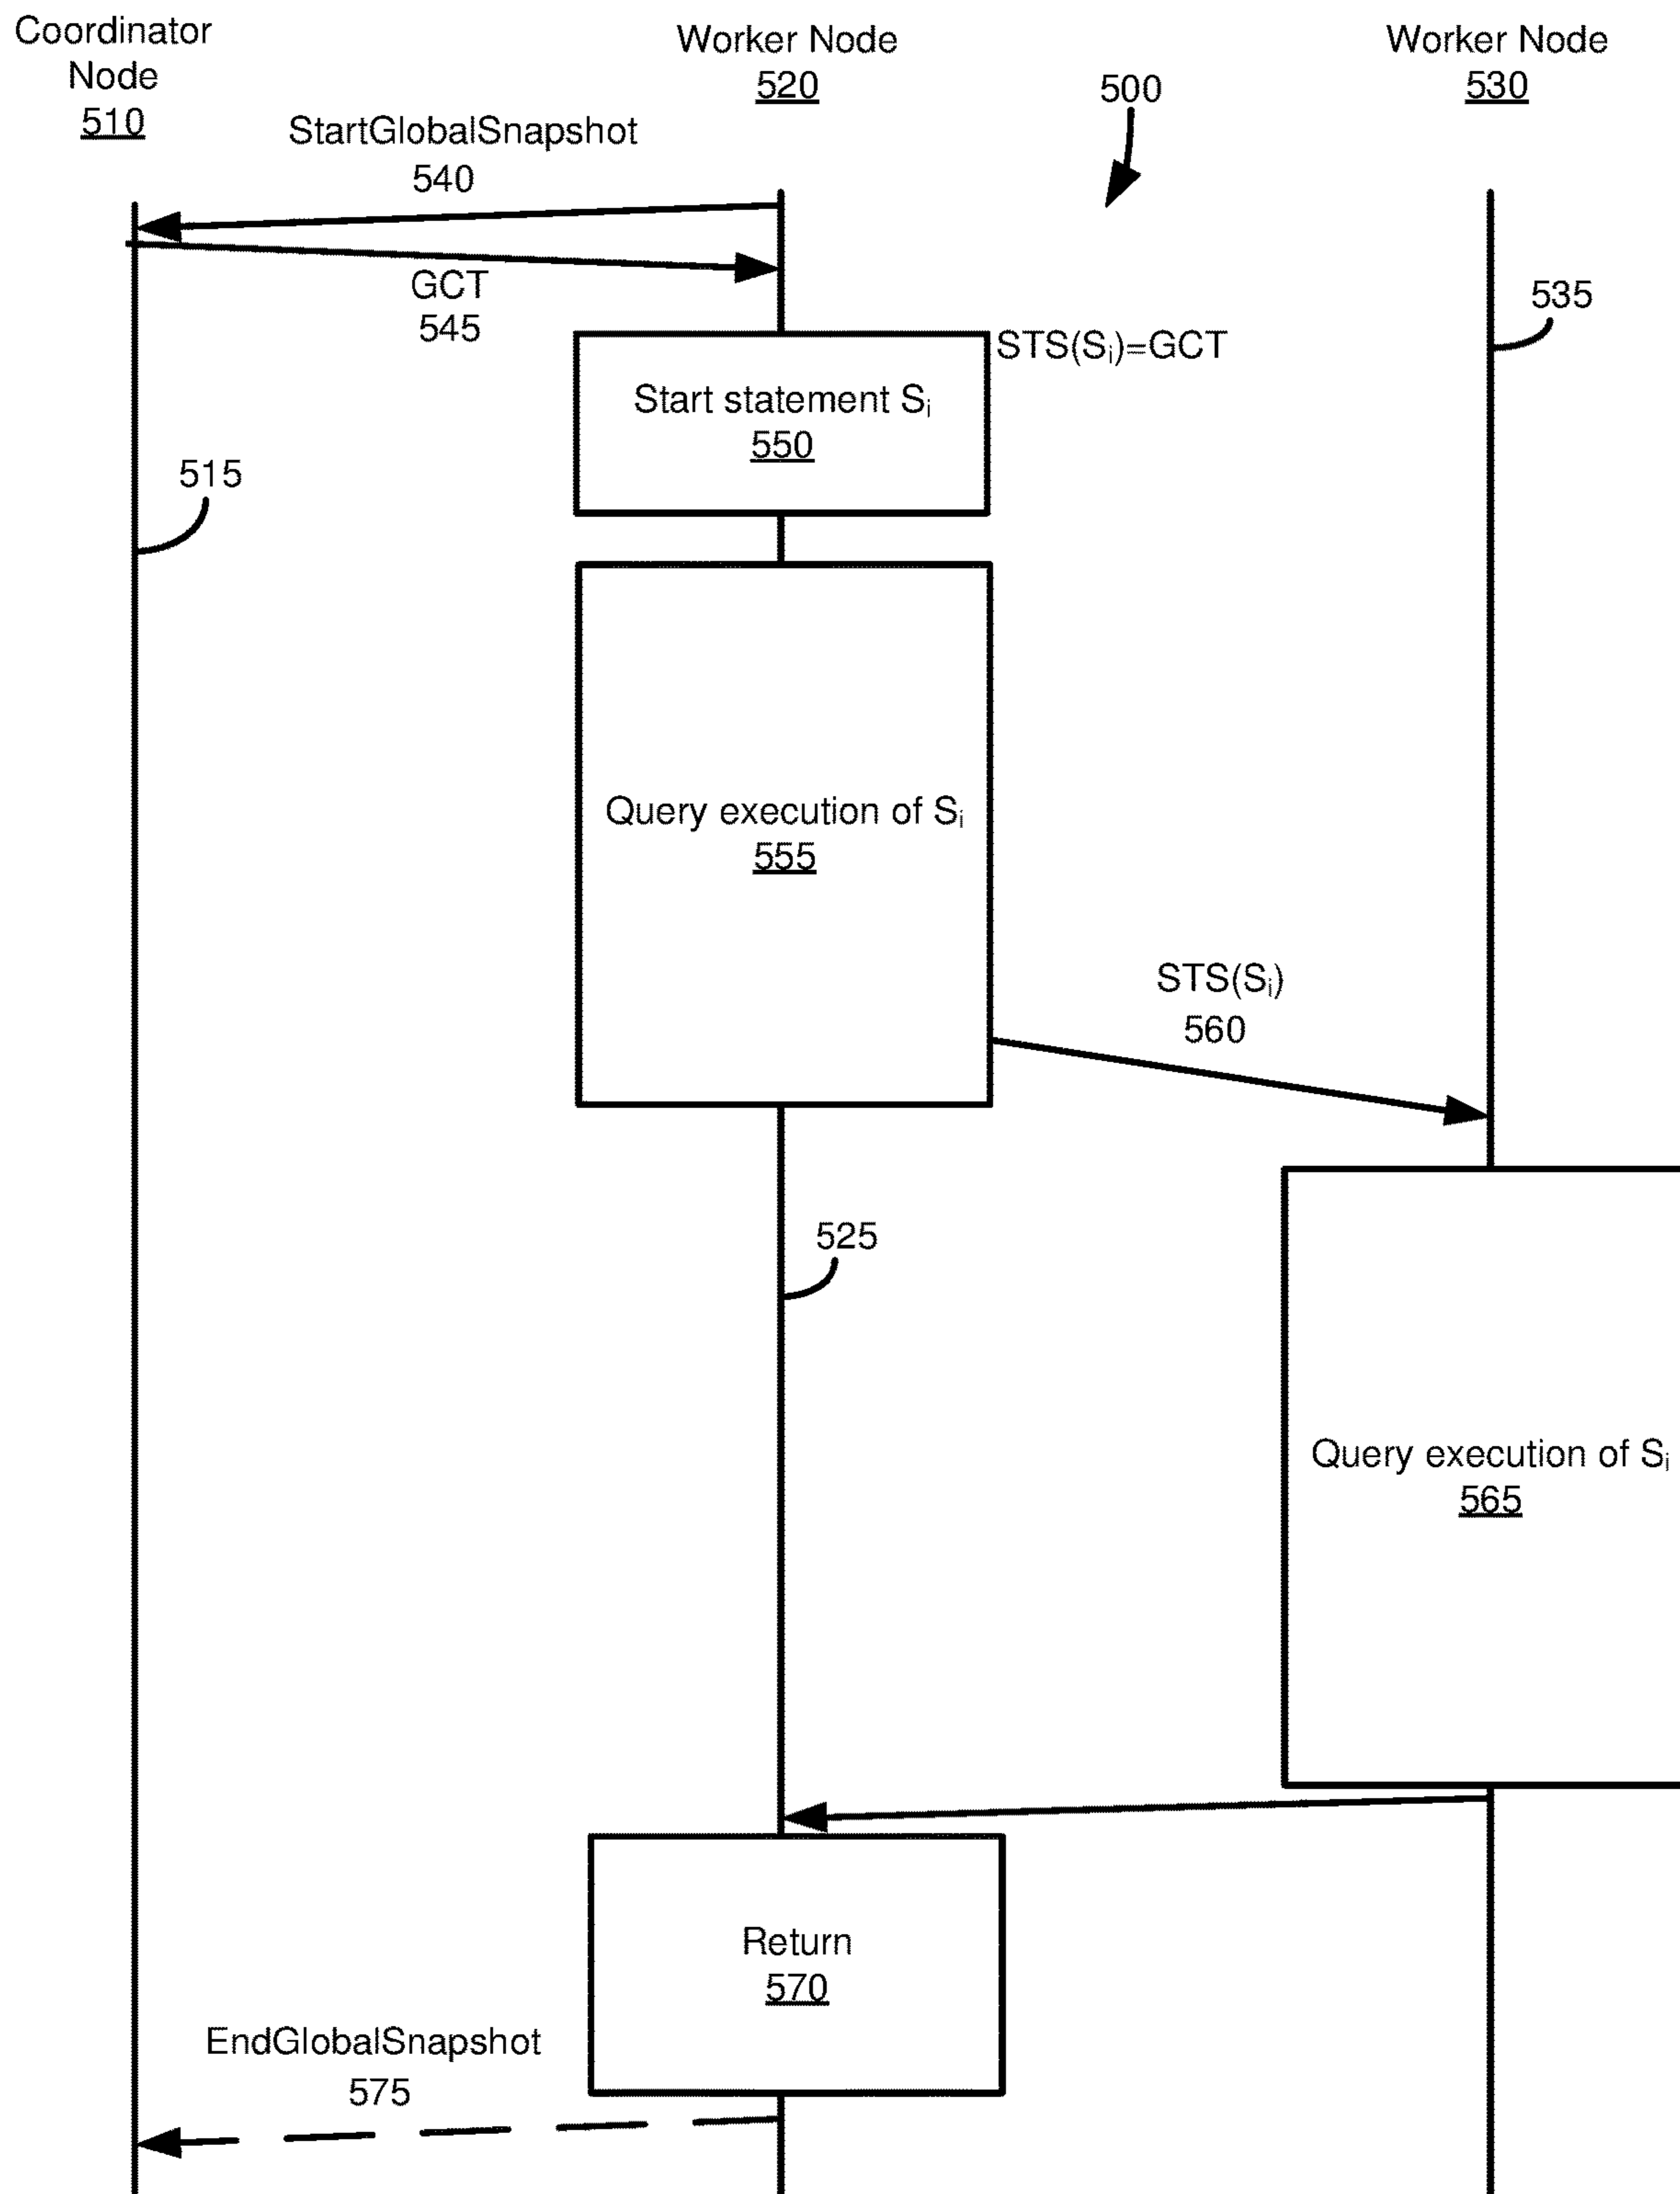 Coordinator
Node
510
Worker Node
520
500
Worker Node
530
StartGlobalSnapshot
540
GCT
545
535
STS(Si)=GCT
Start statement Si
550
515
Query execution of Si
555
STS(Si)
560
525
Query execution of Si
565
Return
570
EndGlobalSnapshot
575